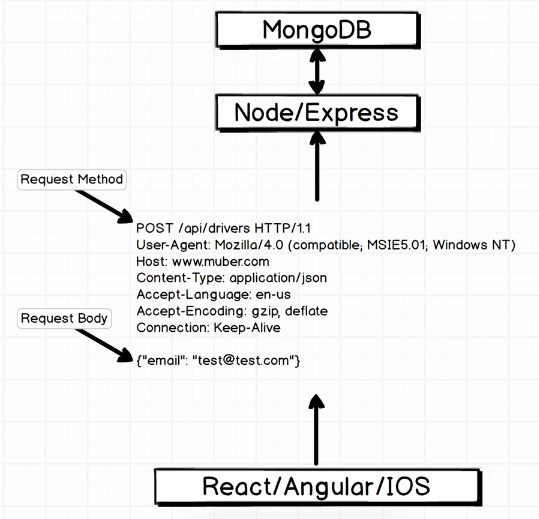 MongoDB
Node/Express
Request Method
POST /api/drivers HTTP/1.1
User-Agent: Mozilla/4.0 (compatible; MSIE5.01; Windows NT)
Host: www.muber.com
Content-Type: application/json
Accept-Language: en-us
Accept-Encoding: gzip, deflate
Connection: Keep-Alive
Request Body
{"email": "test@test.com"}
React/Angular/IOS